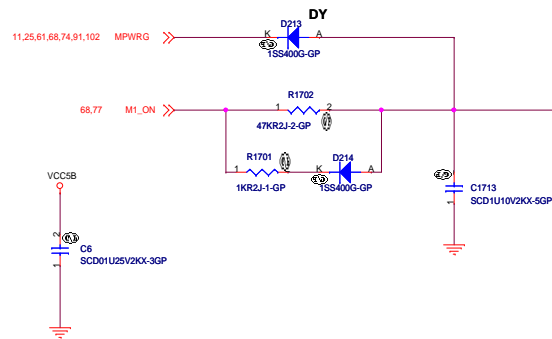 DY
D213
11,25,61,68,74,91,102 MPWRG
K A
1SS400G-GP
R1702
68,77 M1_ON
1 2
47KR2J-2-GP
R1701
D214
1 K A
1KR2J-1-GP
1SS400G-GP
C1713
SCD1U10V2KX-5GP
1
VCC5B
2
C6
SCD01U25V2KX-3GP
1